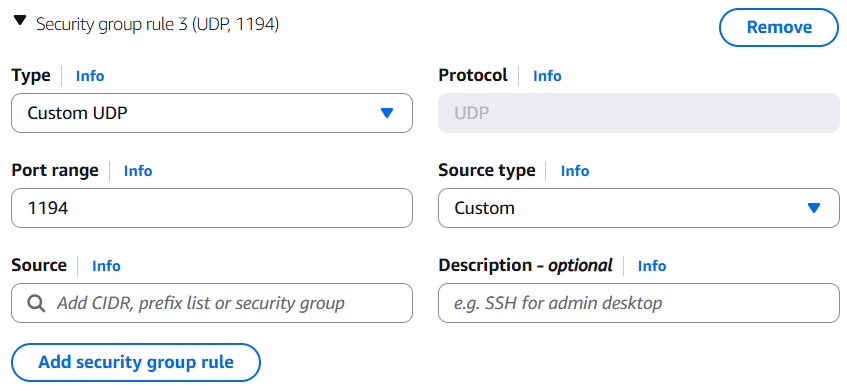 Security group rule 3 (UDP, 1194)
Remove
Type Info
Protocol Info
Custom UDP
UDP
Port range Info
Source type Info
1194
Custom
Source Info
Description - optional Info
Add CIDR, prefix list or security group
e.g. SSH for admin desktop
Add security group rule